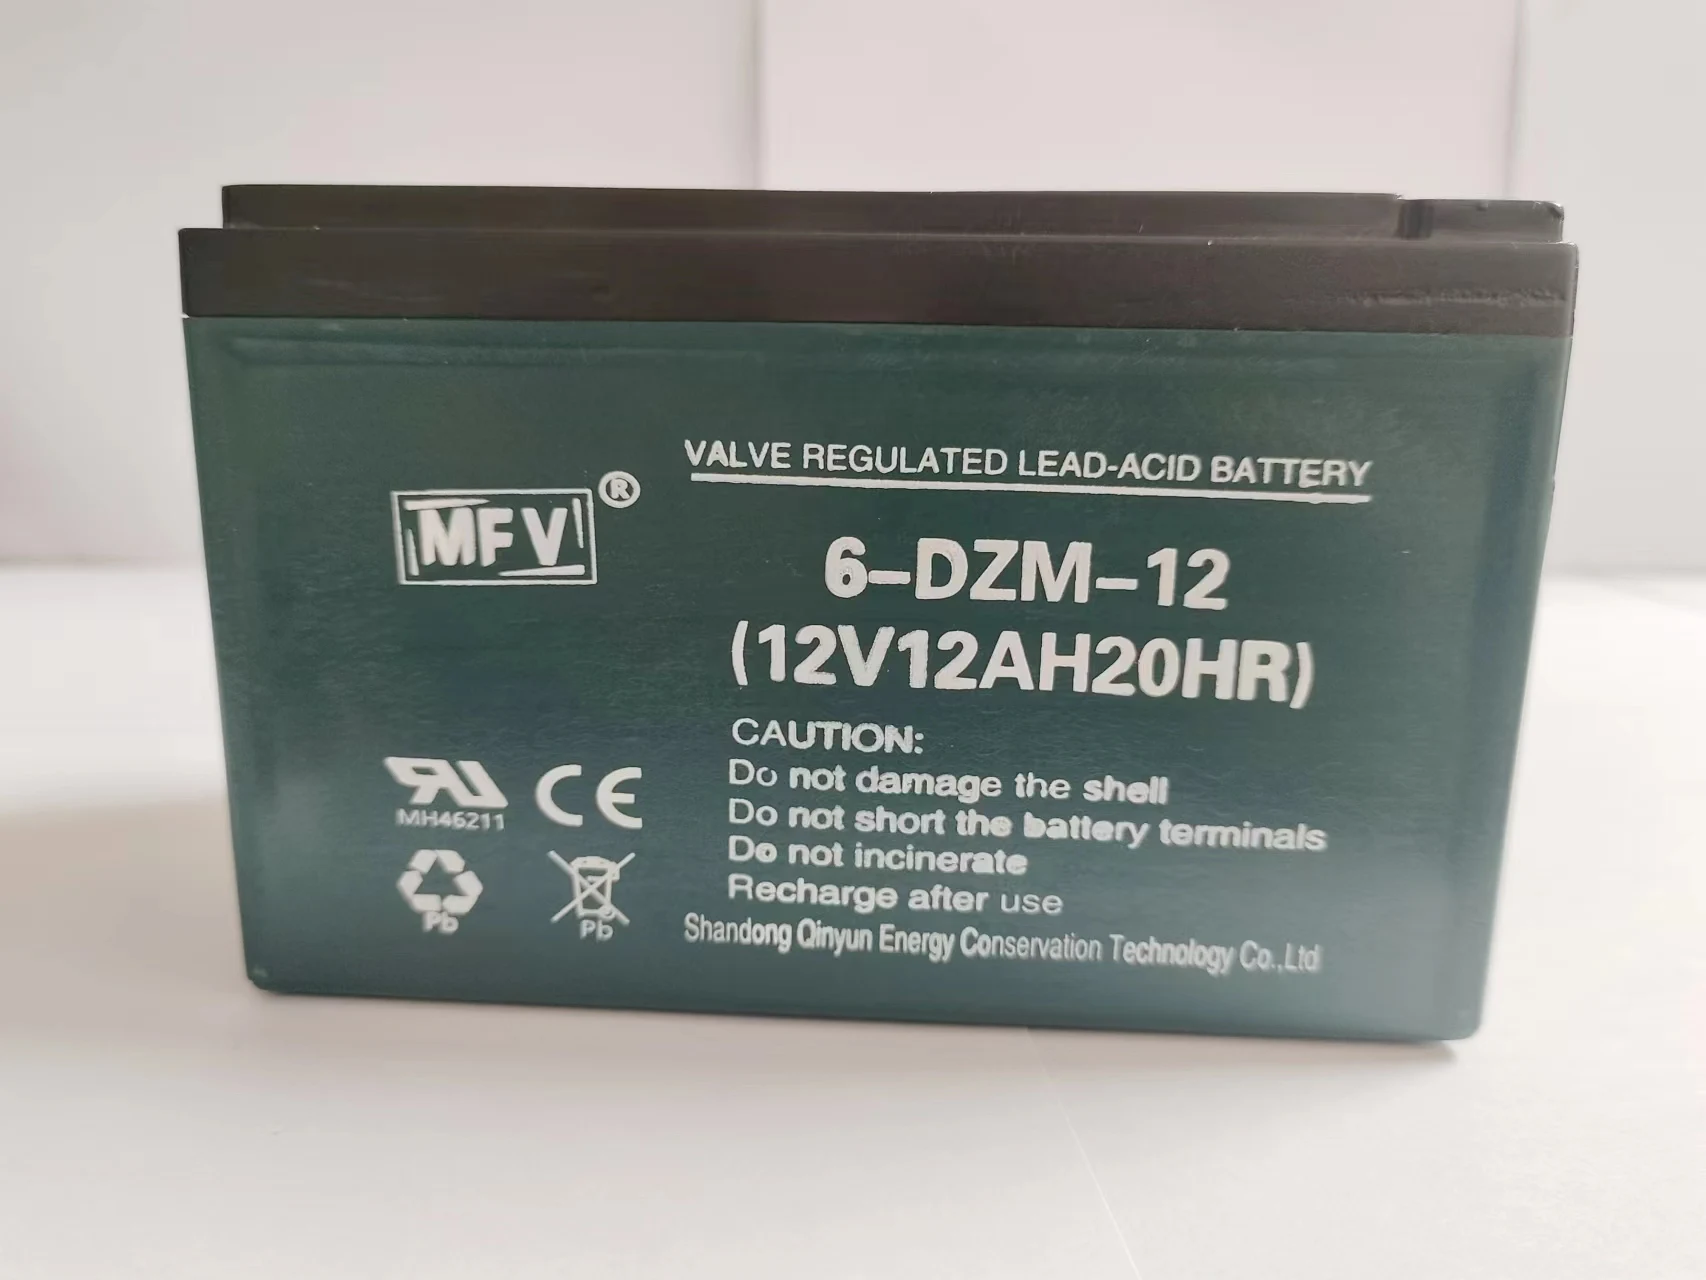 MFV®
VALVE REGULATED LEAD-ACID BATTERY
6-DZM-12
(12V12AH20HR)
CAUTION:
Do not damage the shell
Do not short the battery terminals
Do not incinerate
Recharge after use
Shandong Qinyun Energy Conservation Technology Co.,Ltd
RU CE
MH46211
Pb Pb